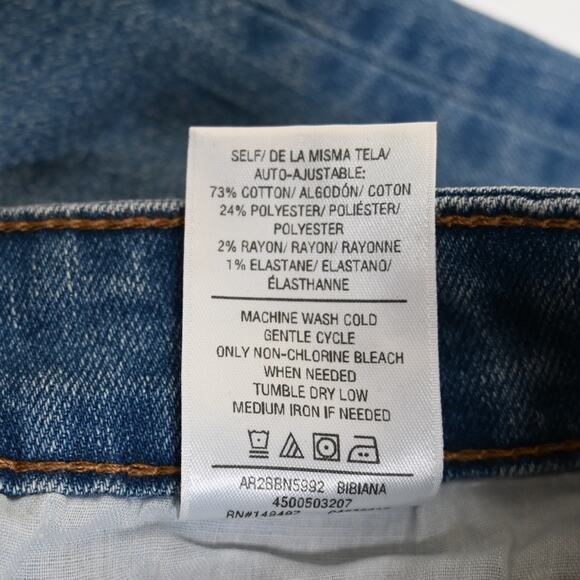 SELF/ DE LA MISMA TELA/
AUTO-AJUSTABLE:
73% COTTON/ ALGODÓN/ COTON
24% POLYESTER/ POLIÉSTER/
POLYESTER
2% RAYON/ RAYON/ RAYONNE
1% ELASTANE/ ELASTANO/
ÉLASTHANNE
MACHINE WASH COLD
GENTLE CYCLE
ONLY NON-CHLORINE BLEACH
WHEN NEEDED
TUMBLE DRY LOW
MEDIUM IRON IF NEEDED
AR2BBN5992 BIBIANA
4500503207